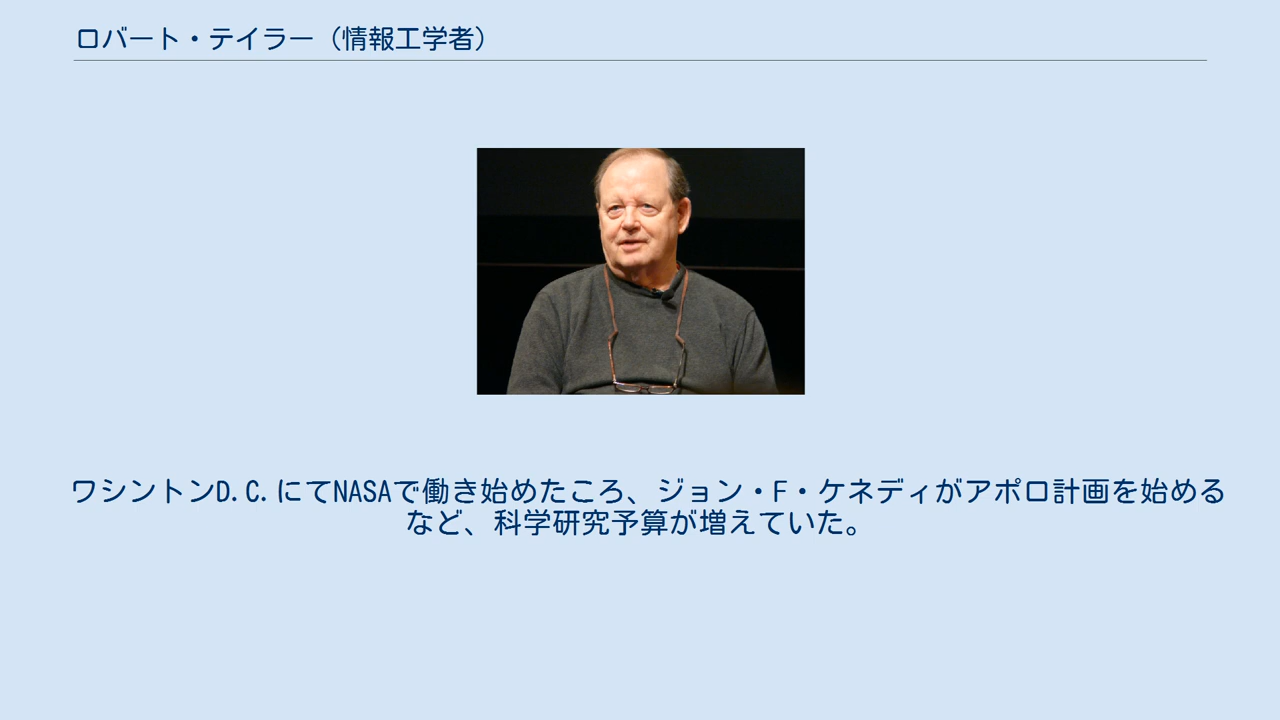 ロバート・テイラー（情報工学者）
ワシントンD.C.にてNASAで働き始めたころ、ジョン・F・ケネディがアポロ計画を始める
など、科学研究予算が増えていた。